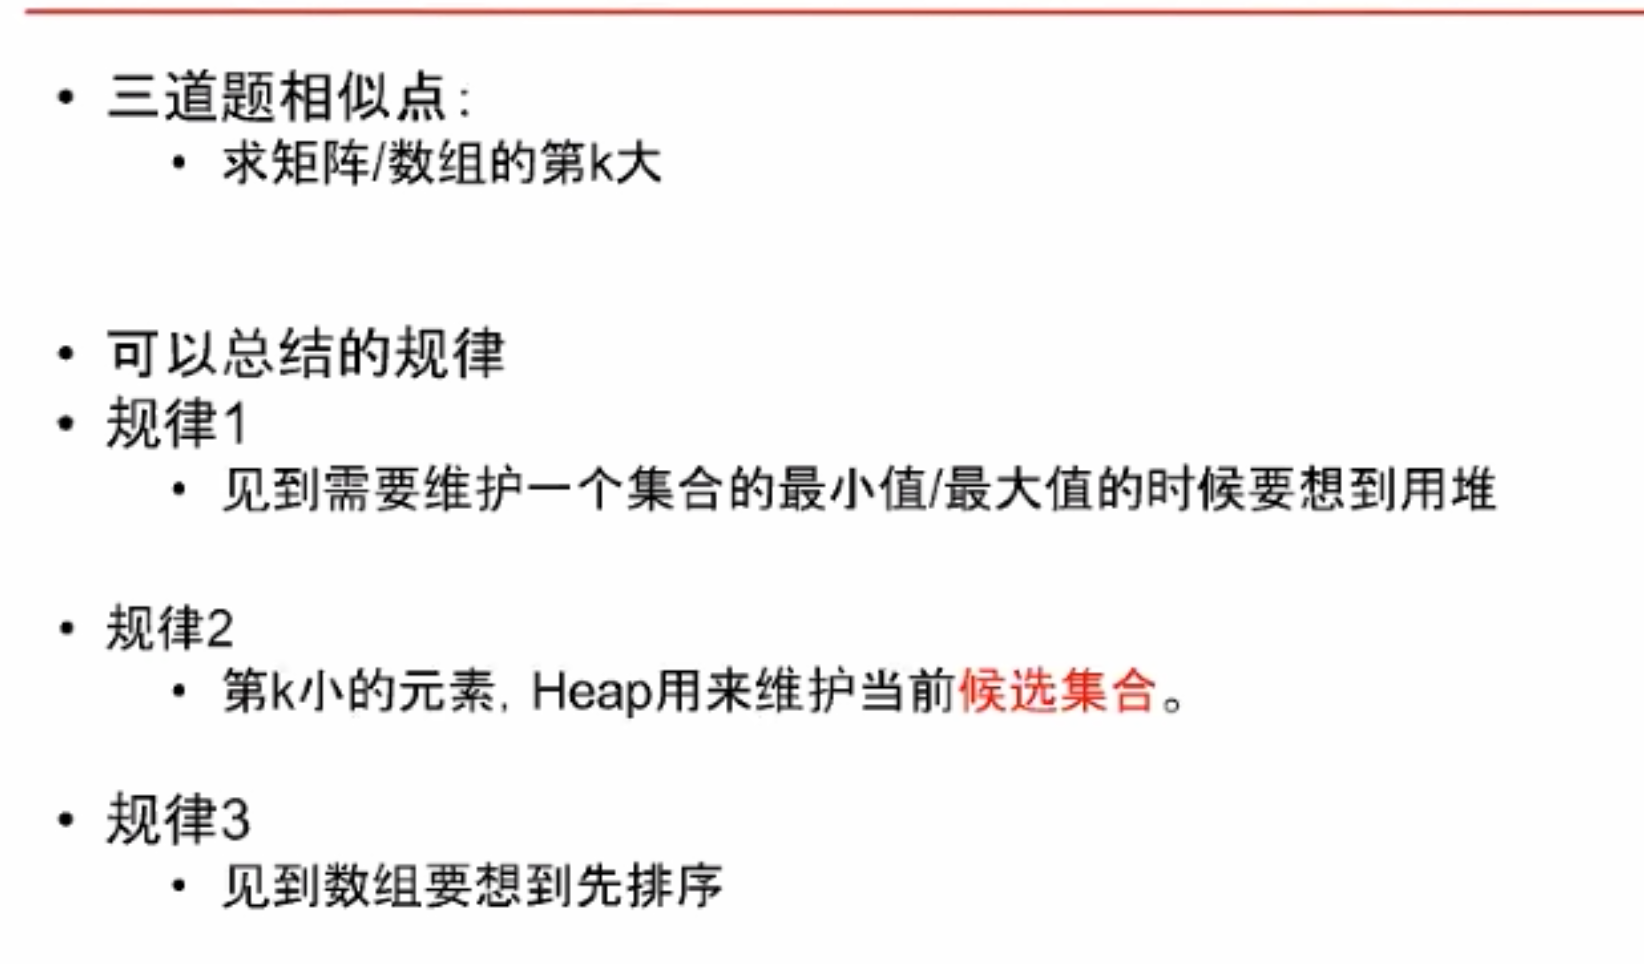 • 三道题相似点:
• 求矩阵/数组的第k大
• 可以总结的规律
• 规律1
• 见到需要维护一个集合的最小值/最大值的时候要想到用堆
• 规律2
• 第k小的元素, Heap用来维护当前候选集合。
• 规律3
• 见到数组要想到先排序